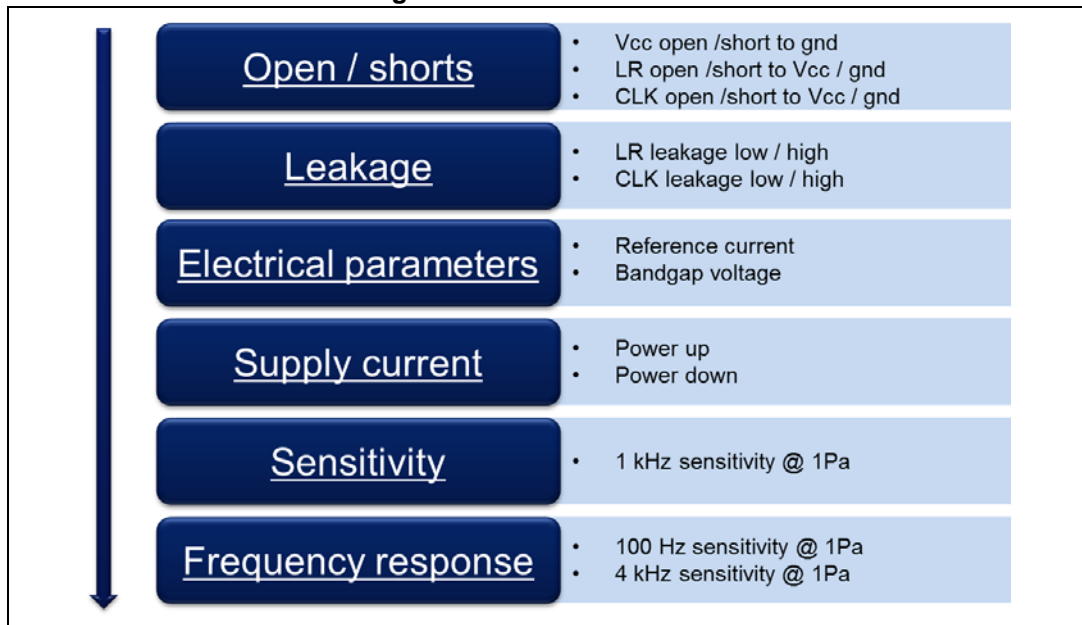 Open / shorts
• Vcc open /short to gnd
• LR open /short to Vcc / gnd
• CLK open /short to Vcc / gnd
Leakage
• LR leakage low / high
• CLK leakage low / high
Electrical parameters
• Reference current
• Bandgap voltage
Supply current
• Power up
• Power down
Sensitivity
• 1 kHz sensitivity @ 1Pa
Frequency response
• 100 Hz sensitivity @ 1Pa
• 4 kHz sensitivity @ 1Pa